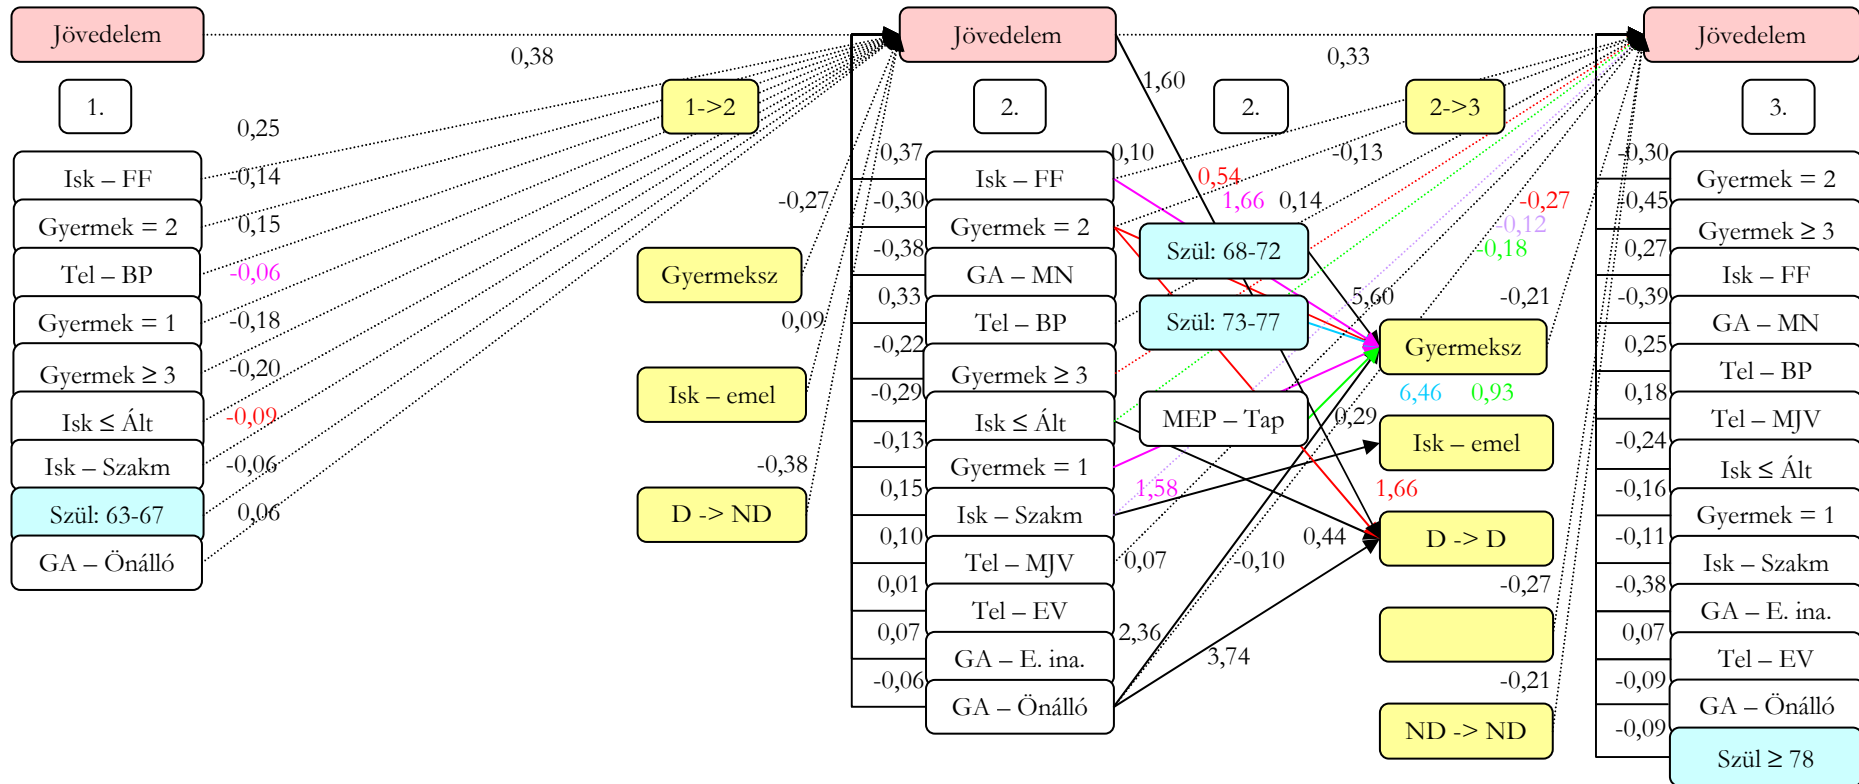 Jövedelem
0,38
1.
1->2
0,25
Isk – FF
-0,14
Gyermek = 2
0,15
Tel – BP
-0,06
Gyermek = 1
-0,18
Gyermek ≥ 3
-0,20
Isk ≤ Ált
-0,09
Isk – Szakm
-0,06
Szül: 63-67
0,06
GA – Önálló
-0,27
Gyermeksz
0,09
Isk – emel
-0,38
D -> ND
Jövedelem
0,33
1,60
2.
2.
2->3
0,37
Isk – FF
-0,30
Gyermek = 2
-0,38
GA – MN
0,33
Tel – BP
-0,22
Gyermek ≥ 3
-0,29
Isk ≤ Ált
-0,13
Gyermek = 1
0,15
Isk – Szakm
0,10
Tel – MJV
0,01
Tel – EV
0,07
GA – E. ina.
-0,06
GA – Önálló
0,10
-0,13
0,54
1,66
0,14
-0,27
-0,12
-0,18
Szül: 68-72
5,60
-0,21
Szül: 73-77
Gyermeksz
6,46
0,93
MEP – Tap
0,29
Isk – emel
1,58
1,66
0,44
D -> D
0,07
-0,10
-0,27
2,36
3,74
-0,21
ND -> ND
Jövedelem
3.
-0,30
Gyermek = 2
-0,45
Gyermek ≥ 3
0,27
Isk – FF
-0,39
GA – MN
0,25
Tel – BP
0,18
Tel – MJV
-0,24
Isk ≤ Ált
-0,16
Gyermek = 1
-0,11
Isk – Szakm
-0,38
GA – E. ina.
0,07
Tel – EV
-0,09
GA – Önálló
-0,09
Szül ≥ 78